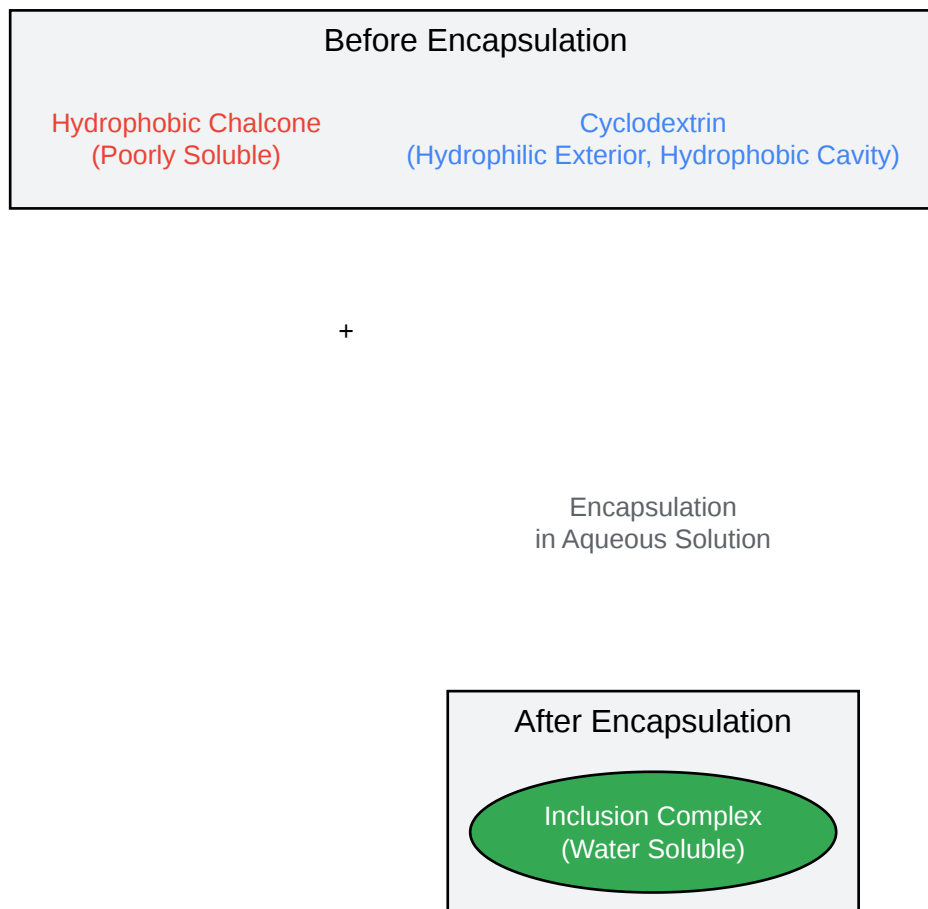 Before Encapsulation
Hydrophobic Chalcone
(Poorly Soluble)
Cyclodextrin
(Hydrophilic Exterior, Hydrophobic Cavity)
+
Encapsulation
in Aqueous Solution
After Encapsulation
Inclusion Complex
(Water Soluble)